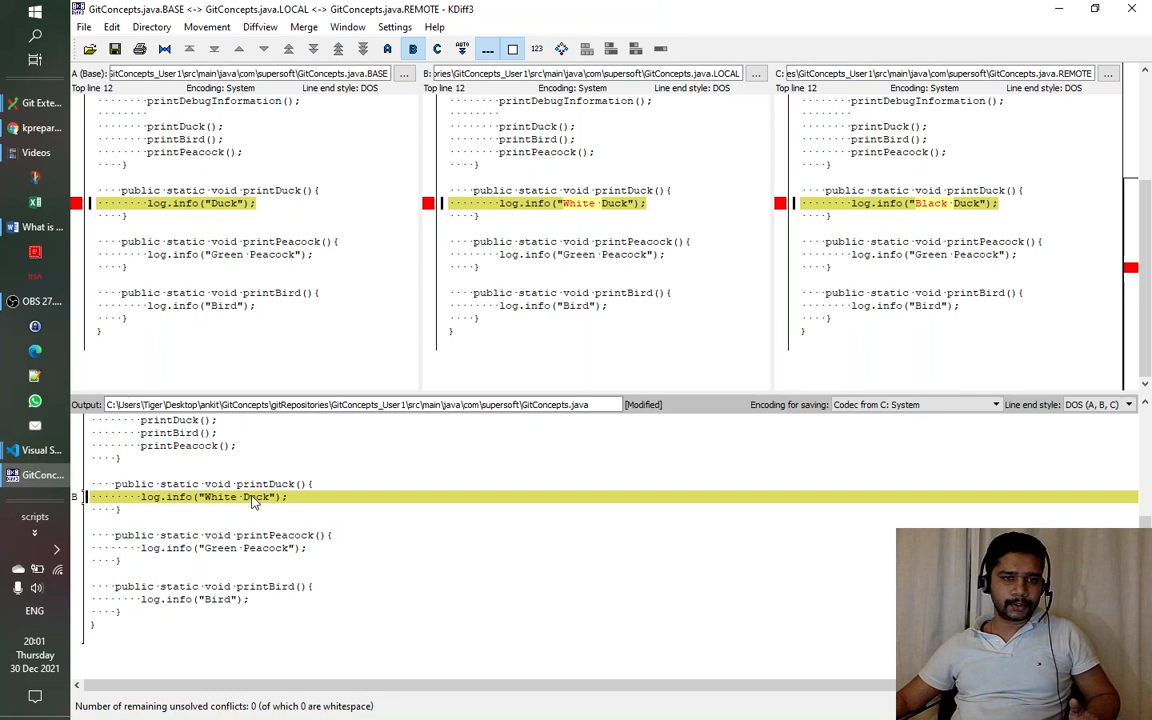 GitConcepts.java.BASE <-> GitConcepts.java.LOCAL <-> GitConcepts.java.REMOTE - KDiff3
File Edit Directory Movement Diffview Merge Window Settings Help
A B C AUTO 123
A (Base): GitConcepts_User1\src\main\java\com\supersoft\GitConcepts.java.BASE ...
Top line 12 Encoding: System Line end style: DOS
········printDebugInformation();
········
········printDuck();
········printBird();
········printPeacock();
····}
····public·static·void·printDuck(){
········log.info("Duck");
····}
····public·static·void·printPeacock(){
········log.info("Green·Peacock");
····}
····public·static·void·printBird(){
········log.info("Bird");
····}
}
B: ories\GitConcepts_User1\src\main\java\com\supersoft\GitConcepts.java.LOCAL ...
Top line 12 Encoding: System Line end style: DOS
········printDebugInformation();
········
········printDuck();
········printBird();
········printPeacock();
····}
····public·static·void·printDuck(){
········log.info("White·Duck");
····}
····public·static·void·printPeacock(){
········log.info("Green·Peacock");
····}
····public·static·void·printBird(){
········log.info("Bird");
····}
}
C: es\GitConcepts_User1\src\main\java\com\supersoft\GitConcepts.java.REMOTE ...
Top line 12 Encoding: System Line end style: DOS
········printDebugInformation();
········
········printDuck();
········printBird();
········printPeacock();
····}
····public·static·void·printDuck(){
········log.info("Black·Duck");
····}
····public·static·void·printPeacock(){
········log.info("Green·Peacock");
····}
····public·static·void·printBird(){
········log.info("Bird");
····}
}
Output: C:\Users\Tiger\Desktop\ankit\GitConcepts\gitRepositories\GitConcepts_User1\src\main\java\com\supersoft\GitConcepts.java [Modified] Encoding for saving: Codec from C: System Line end style: DOS (A, B, C)
········printDuck();
········printBird();
········printPeacock();
····}
····public·static·void·printDuck(){
B ········log.info("White·Duck");
····}
····public·static·void·printPeacock(){
········log.info("Green·Peacock");
····}
····public·static·void·printBird(){
········log.info("Bird");
····}
}
Number of remaining unsolved conflicts: 0 (of which 0 are whitespace)
Git Exte...
kprepar...
Videos
What is ...
OBS 27....
Visual S...
GitConc...
scripts
ENG
20:01
Thursday
30 Dec 2021